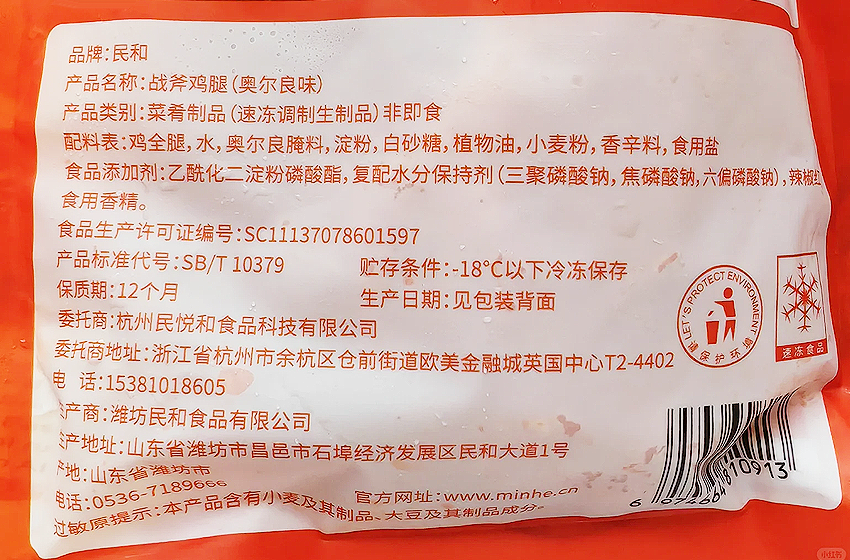 品牌：民和
产品名称：战斧鸡腿（奥尔良味）
产品类别：菜肴制品（速冻调制生制品）非即食
配料表：鸡全腿，水，奥尔良腌料，淀粉，白砂糖，植物油，小麦粉，香辛料，食用盐
食品添加剂：乙酰化二淀粉磷酸酯，复配水分保持剂（三聚磷酸钠，焦磷酸钠，六偏磷酸钠），辣椒红
食用香精。
食品生产许可证编号：SC11137078601597
产品标准代号：SB/T 10379
贮存条件：-18°C以下冷冻保存
保质期：12个月
生产日期：见包装背面
委托商：杭州民悦和食品科技有限公司
委托商地址：浙江省杭州市余杭区仓前街道欧美金融城英国中心T2-4402
电 话：15381018605
生产商：潍坊民和食品有限公司
生产地址：山东省潍坊市昌邑市石埠经济发展区民和大道1号
产地：山东省潍坊市
电话：0536-7189666
官方网址：www.minhe.cn
过敏原提示：本产品含有小麦及其制品、大豆及其制品成分。
LET'S PROTECT ENVIRONMENT
请保护环境
速冻食品
小红书